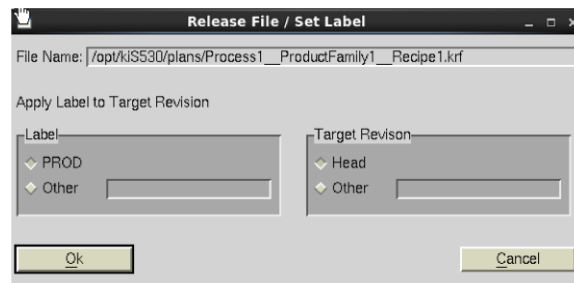 Release File / Set Label
File Name: /opt/kiS530/plans/Process1__ProductFamily1__Recipe1.krf
Apply Label to Target Revision
Label
PROD
Other
Target Revison
Head
Other
Ok
Cancel